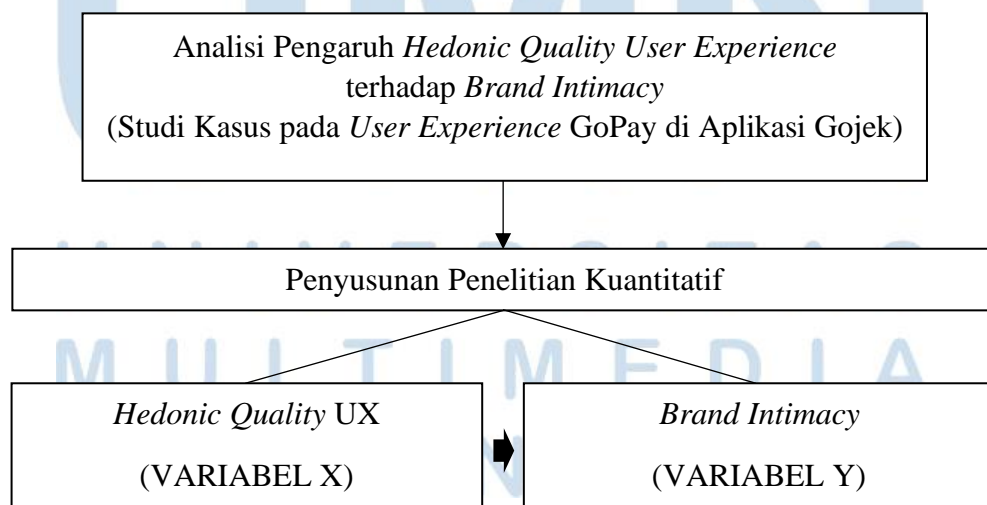 Analisi Pengaruh Hedonic Quality User Experience
terhadap Brand Intimacy
(Studi Kasus pada User Experience GoPay di Aplikasi Gojek)
Penyusunan Penelitian Kuantitatif
MULTIMEDIA
Hedonic Quality UX
(VARIABEL X)
Brand Intimacy
(VARIABEL Y)